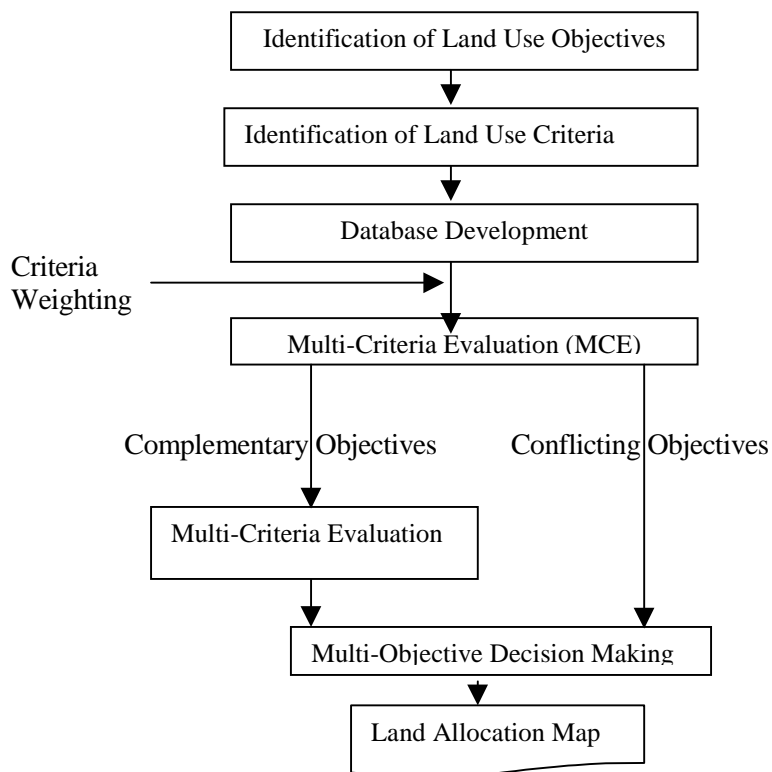 Identification of Land Use Objectives
Identification of Land Use Criteria
Database Development
Criteria
Weighting
Multi-Criteria Evaluation (MCE)
Complementary Objectives
Conflicting Objectives
Multi-Criteria Evaluation
Multi-Objective Decision Making
Land Allocation Map